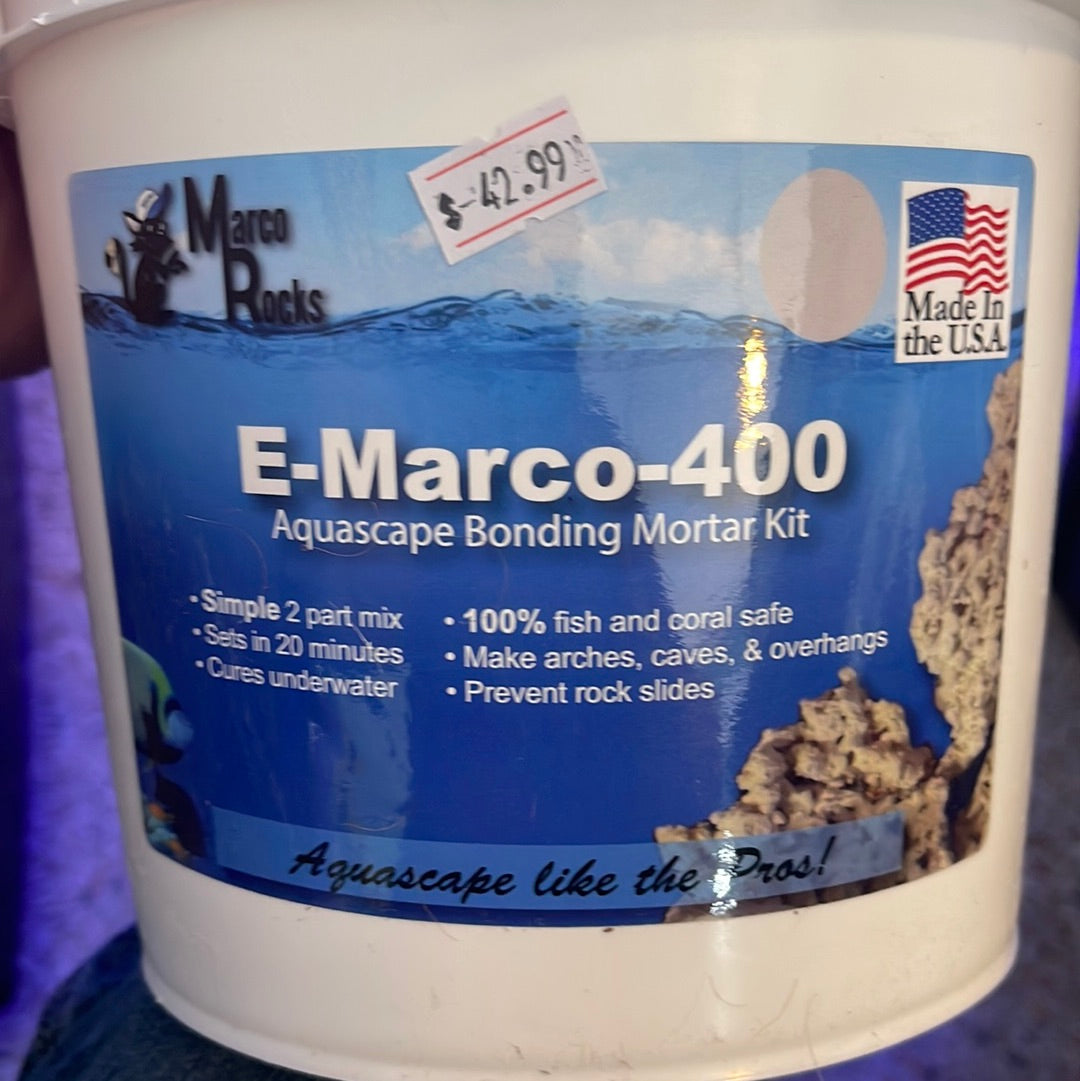 $-42.99
Marco
Rocks
Made In
the U.S.A.
E-Marco-400
Aquascape Bonding Mortar Kit
• Simple 2 part mix
• Sets in 20 minutes
• Cures underwater
• 100% fish and coral safe
• Make arches, caves, & overhangs
• Prevent rock slides
Aquascape like the Pros!